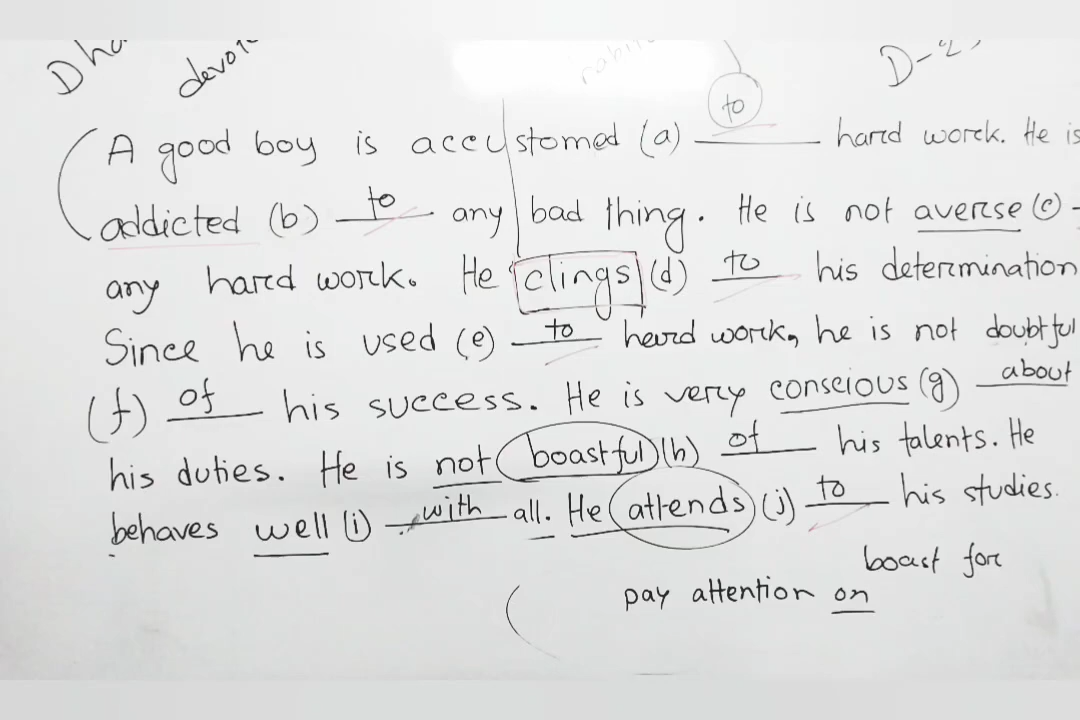 to
A good boy is accustomed (a) ______ hard work. He is
addicted (b) to any bad thing. He is not averse (c)
any hard work. He clings (d) to his determination
Since he is used (e) to heard work, he is not doubtful
(f) of his success. He is very conscious (g) about
his duties. He is not boastful (h) of his talents. He
behaves well (i) with all. He attends (j) to his studies.
boast for
pay attention on